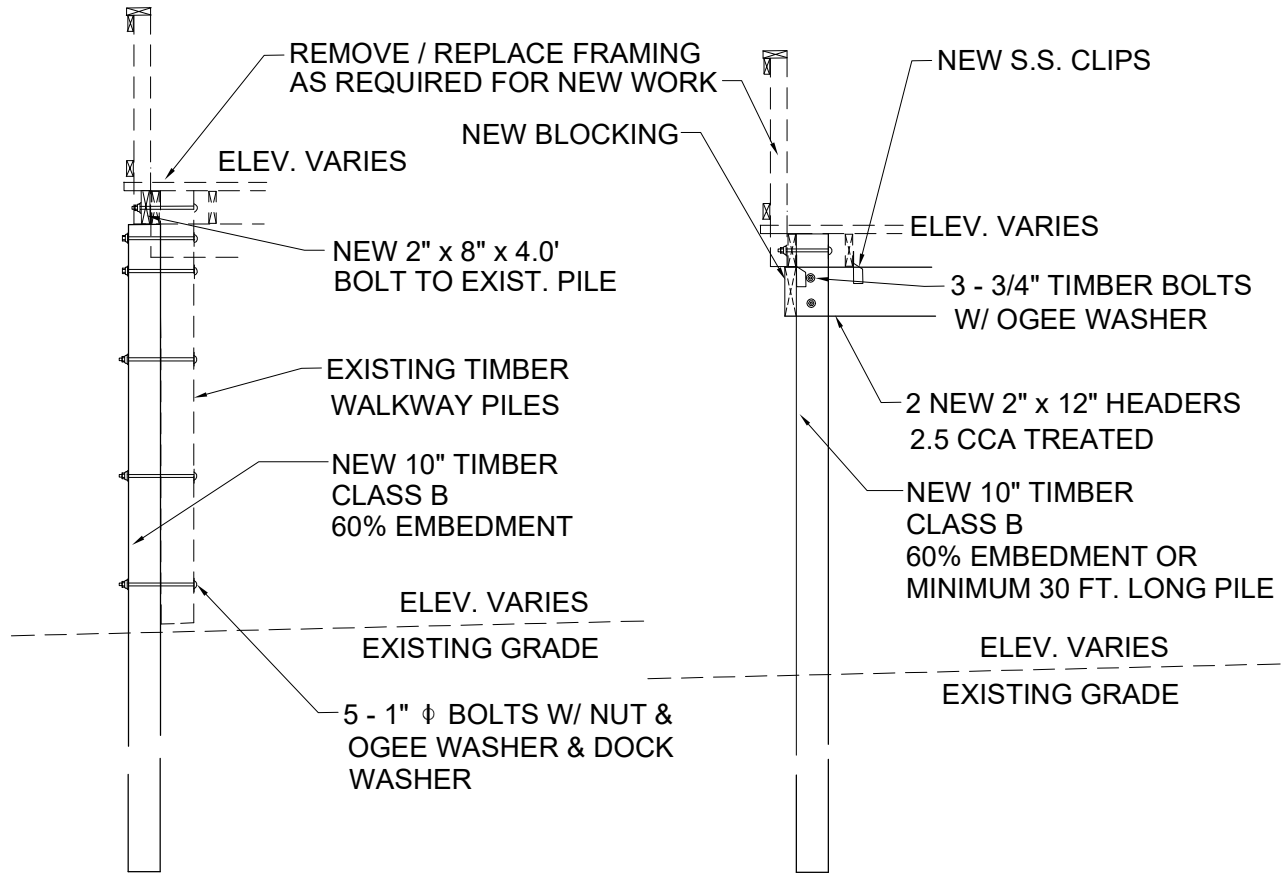 REMOVE / REPLACE FRAMING
AS REQUIRED FOR NEW WORK
ELEV. VARIES
NEW 2" x 8" x 4.0'
BOLT TO EXIST. PILE
EXISTING TIMBER
WALKWAY PILES
NEW 10" TIMBER
CLASS B
60% EMBEDMENT
ELEV. VARIES
EXISTING GRADE
5 - 1" ϕ BOLTS W/ NUT &
OGEE WASHER & DOCK
WASHER
NEW S.S. CLIPS
NEW BLOCKING
ELEV. VARIES
3 - 3/4" TIMBER BOLTS
W/ OGEE WASHER
2 NEW 2" x 12" HEADERS
2.5 CCA TREATED
NEW 10" TIMBER
CLASS B
60% EMBEDMENT OR
MINIMUM 30 FT. LONG PILE
ELEV. VARIES
EXISTING GRADE